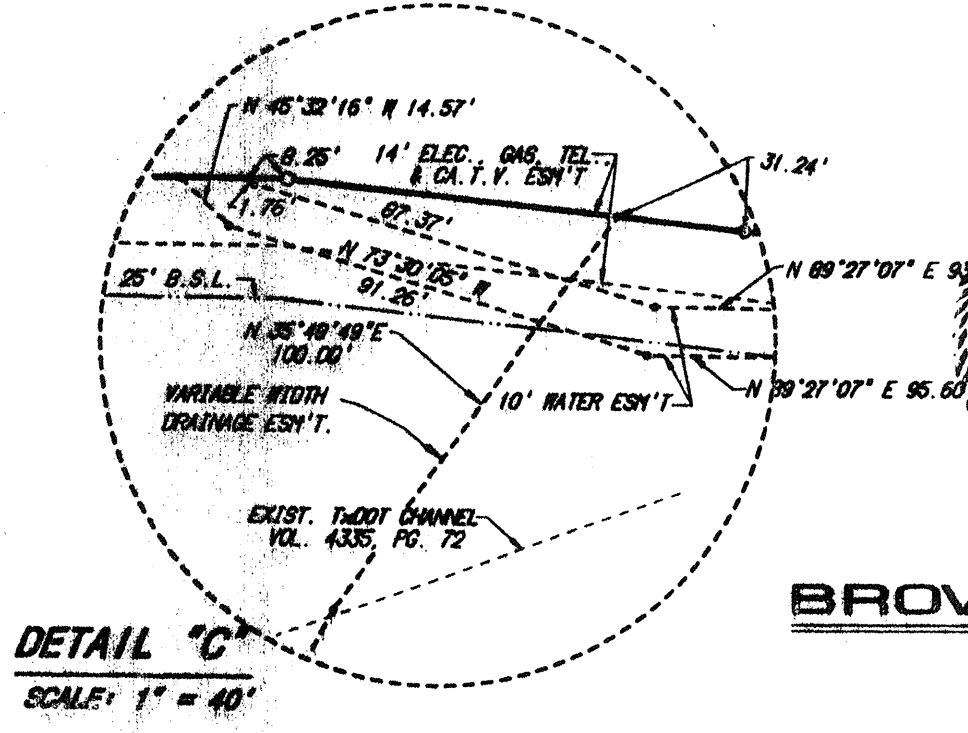 N 45°32'16" W 14.57'
8.25'
14' ELEC., GAS, TEL.,
& CA.T.V. ESM'T
31.24'
1.76'
87.37'
N 73°30'05" W
91.26'
N 89°27'07" E
25' B.S.L.
N 35°49'49"E
100.00'
VARIABLE WIDTH
DRAINAGE ESM'T.
10' WATER ESM'T
N 89°27'07" E 95.60
EXIST. TxDOT CHANNEL
VOL. 4335, PG. 72
DETAIL "C"
SCALE: 1" = 40'